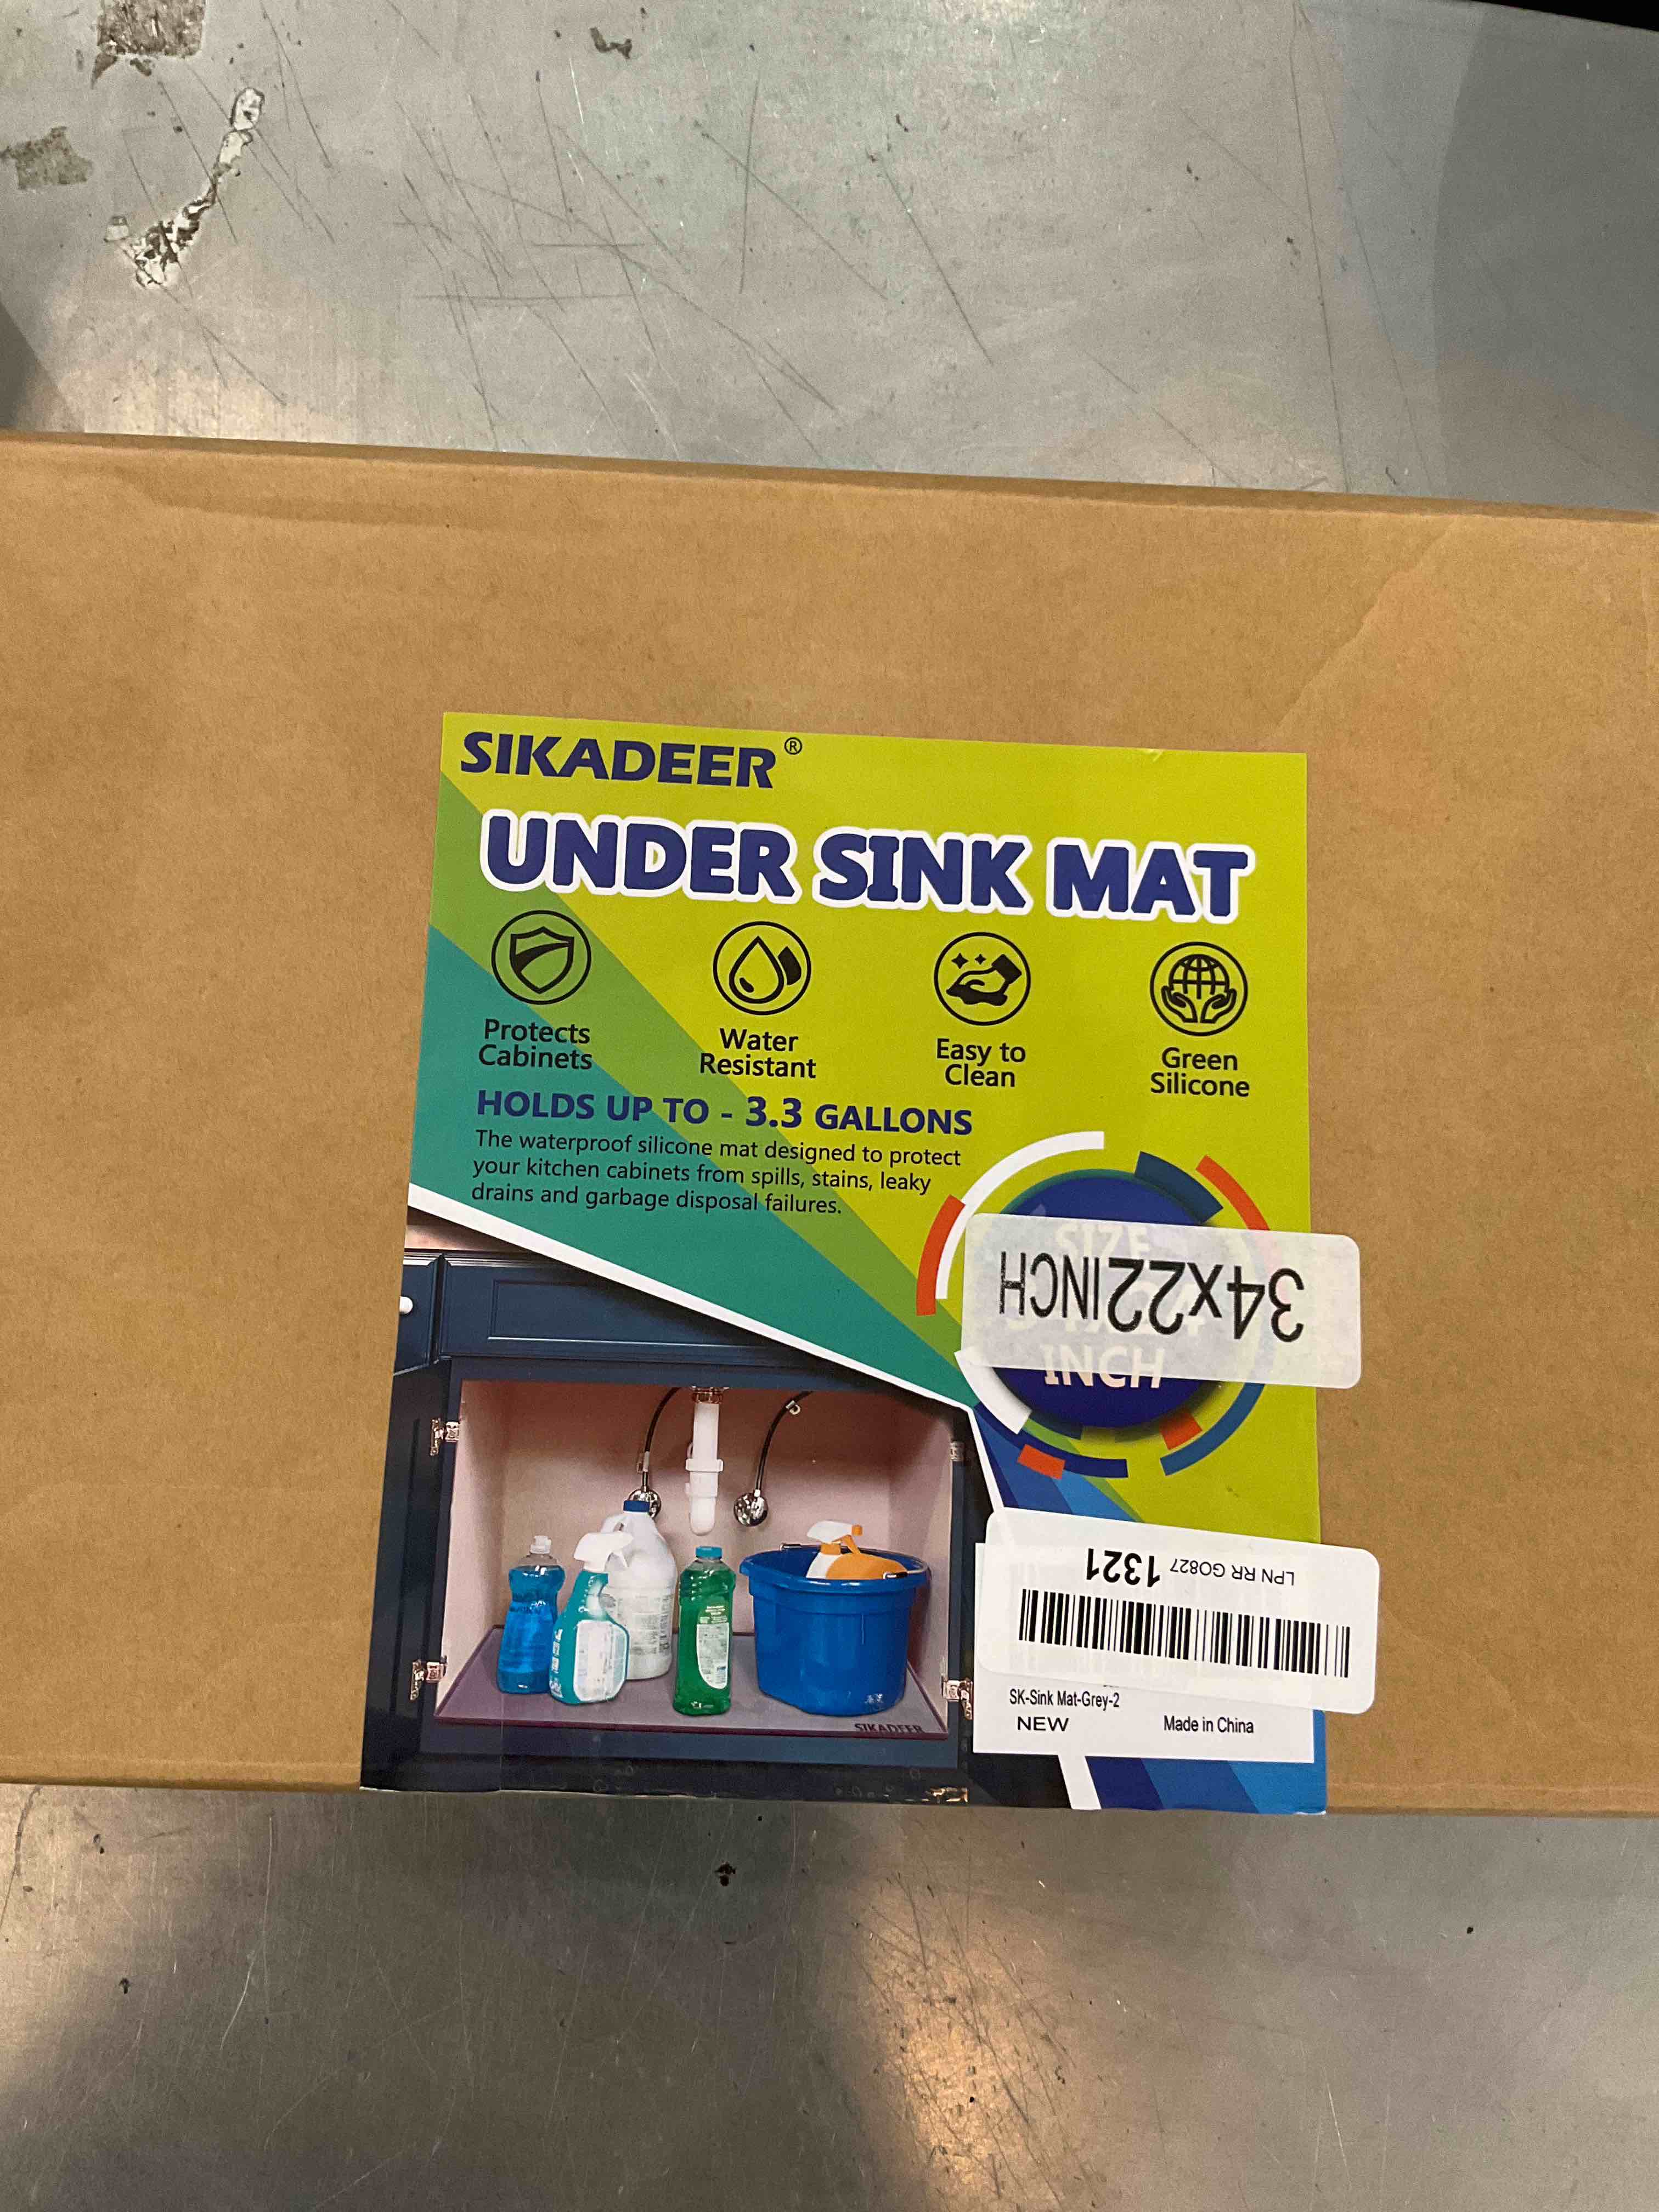 SIKADEER®
UNDER SINK MAT
Protects
Cabinets
Water
Resistant
Easy to
Clean
Green
Silicone
HOLDS UP TO - 3.3 GALLONS
The waterproof silicone mat designed to protect
your kitchen cabinets from spills, stains, leaky
drains and garbage disposal failures.
SIZE
34x22INCH
INCH
SIKADEER
LPN RR GO827 1321
SK-Sink Mat-Grey-2
NEW
Made in China